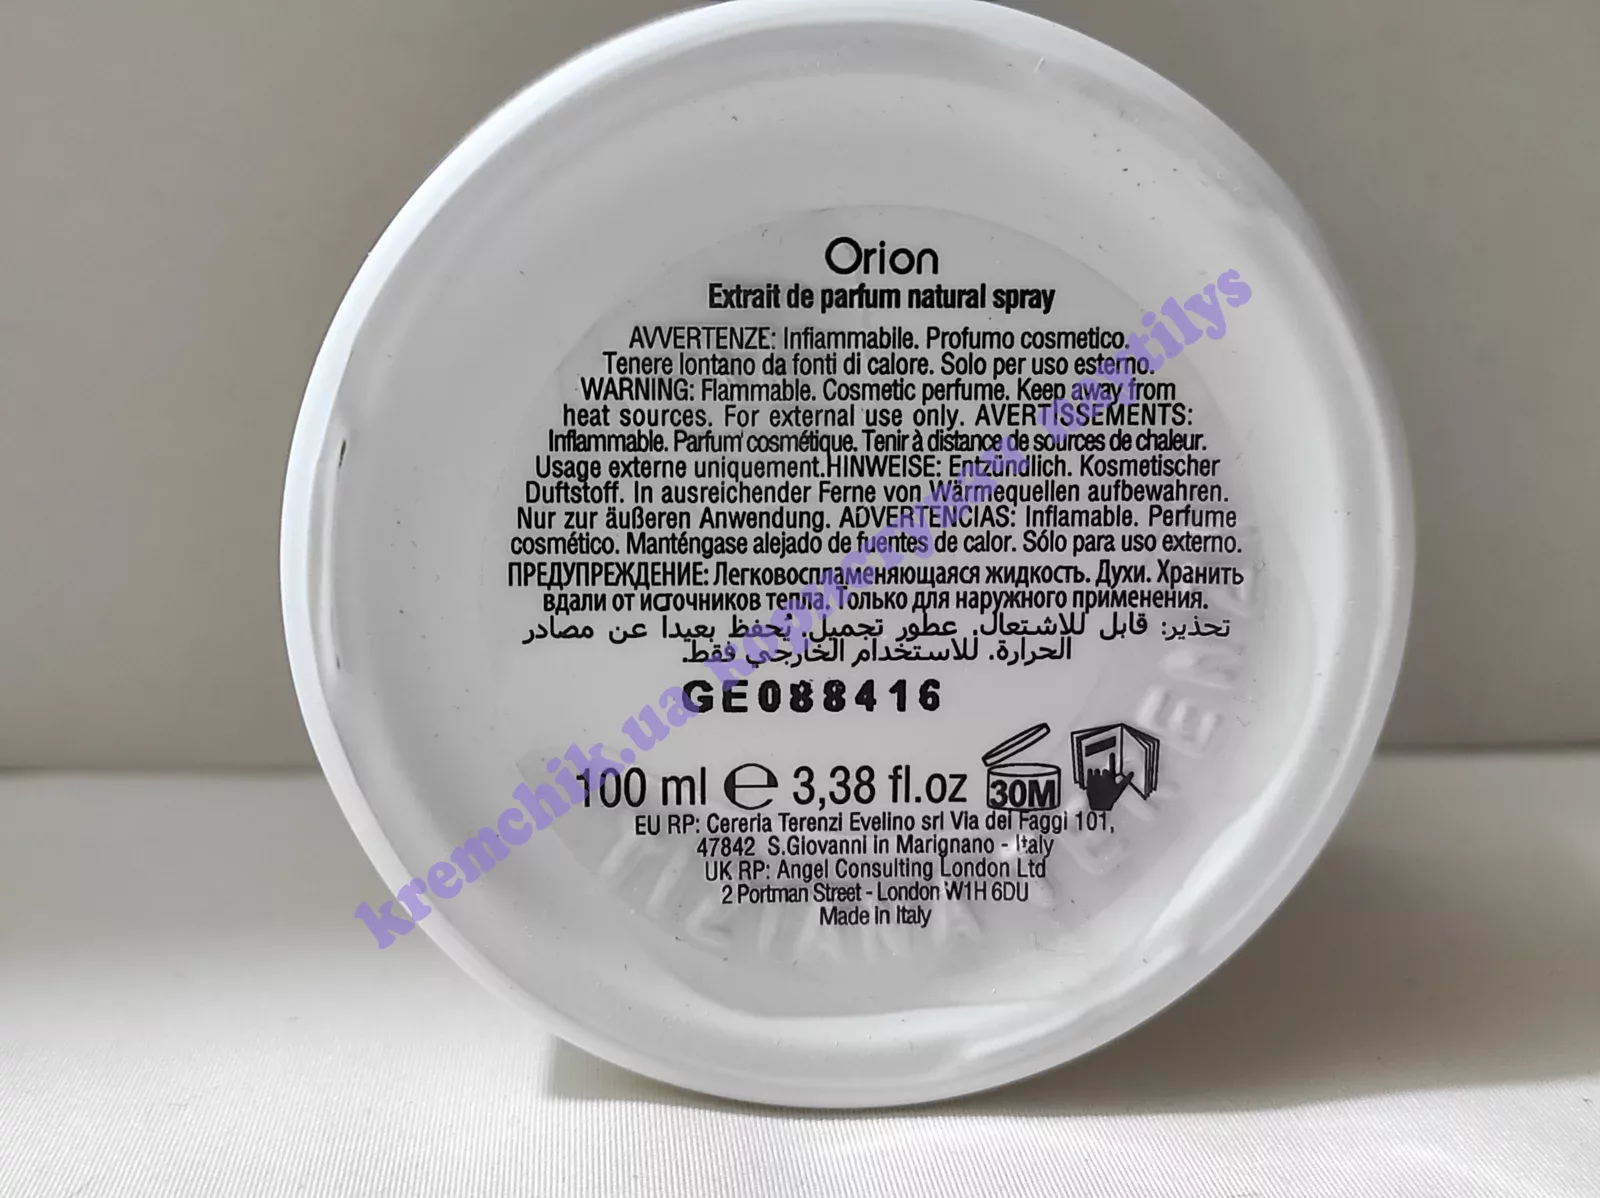 Orion
Extrait de parfum natural spray
AVVERTENZE: Infiammabile. Profumo cosmetico.
Tenere lontano da fonti di calore. Solo per uso esterno.
WARNING: Flammable. Cosmetic perfume. Keep away from
heat sources. For external use only. AVERTISSEMENTS:
Inflammable. Parfum cosmétique. Tenir à distance de sources de chaleur.
Usage externe uniquement.HINWEISE: Entzündlich. Kosmetischer
Duftstoff. In ausreichender Ferne von Wärmequellen aufbewahren.
Nur zur äußeren Anwendung. ADVERTENCIAS: Inflamable. Perfume
cosmético. Manténgase alejado de fuentes de calor. Sólo para uso externo.
ПРЕДУПРЕЖДЕНИЕ: Легковоспламеняющаяся жидкость. Духи. Хранить
вдали от источников тепла. Только для наружного применения.
تحذير: قابل للاشتعال. عطور تجميل. يُحفظ بعيدا عن مصادر
الحرارة. للاستخدام الخارجي فقط.
GE088416
100 ml e 3,38 fl.oz 30M
EU RP: Cereria Terenzi Evelino srl Via dei Faggi 101,
47842 S.Giovanni in Marignano - Italy
UK RP: Angel Consulting London Ltd
2 Portman Street - London W1H 6DU
Made in Italy
kremchik.ua користувач maytilys